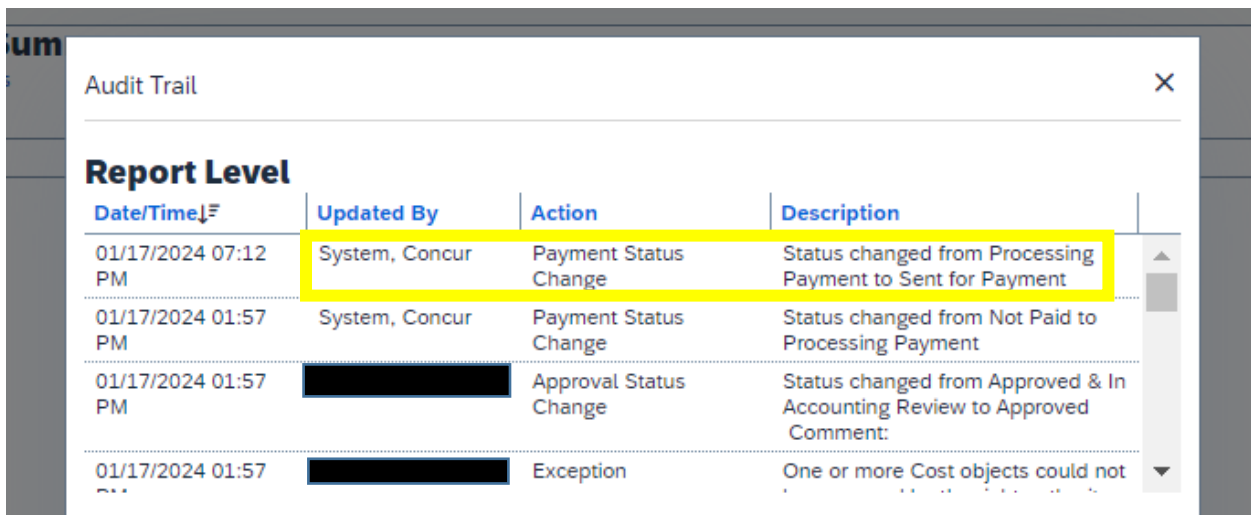 Sum
s
Audit Trail
Report Level
Date/Time Updated By Action Description
01/17/2024 07:12 System, Concur Payment Status Status changed from Processing
PM Change Payment to Sent for Payment
01/17/2024 01:57 System, Concur Payment Status Status changed from Not Paid to
PM Change Processing Payment
01/17/2024 01:57 Approval Status Status changed from Approved & In
PM Change Accounting Review to Approved
Comment:
01/17/2024 01:57 Exception One or more Cost objects could not